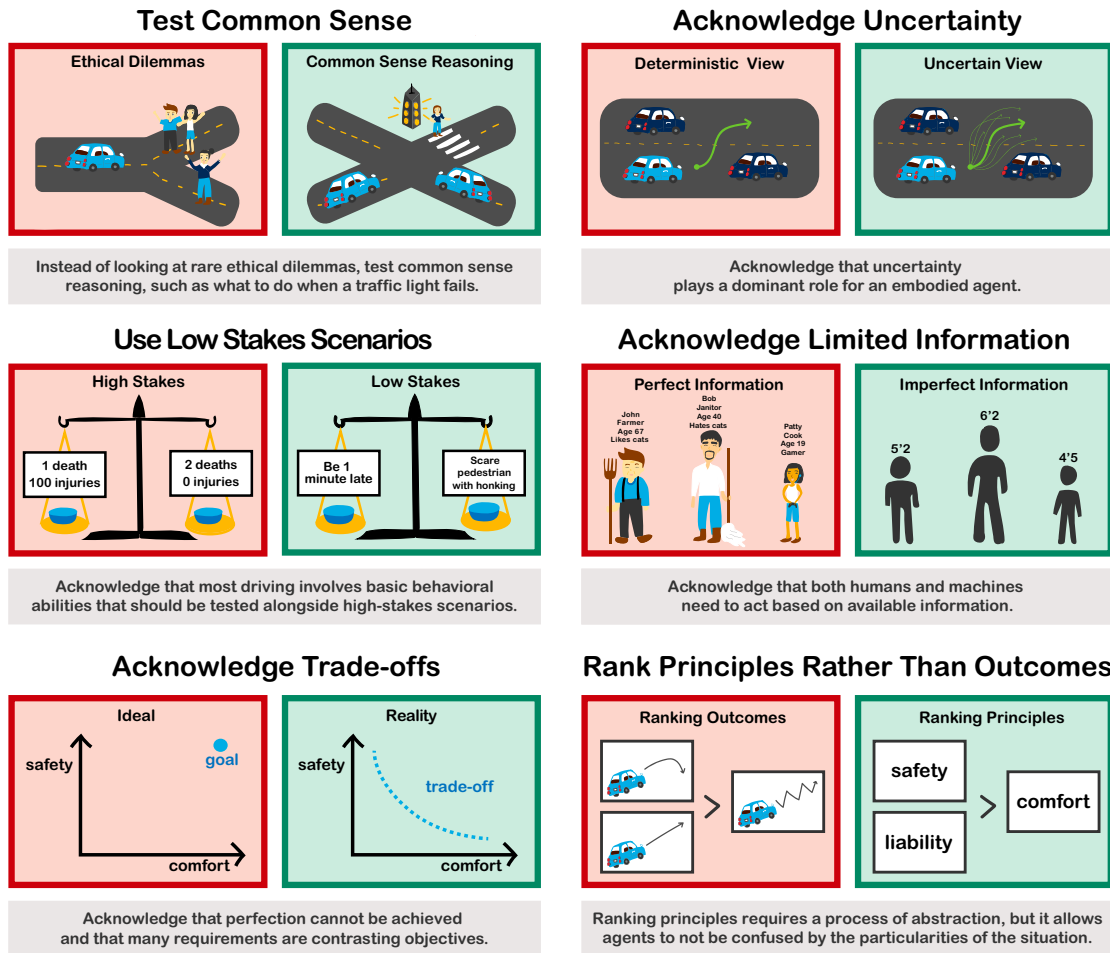 Test Common Sense
Ethical Dilemmas
Common Sense Reasoning
Instead of looking at rare ethical dilemmas, test common sense
reasoning, such as what to do when a traffic light fails.
Acknowledge Uncertainty
Deterministic View
Uncertain View
Acknowledge that uncertainty
plays a dominant role for an embodied agent.
Use Low Stakes Scenarios
High Stakes
1 death
100 injuries
2 deaths
0 injuries
Low Stakes
Be 1
minute late
Scare
pedestrian
with honking
Acknowledge that most driving involves basic behavioral
abilities that should be tested alongside high-stakes scenarios.
Acknowledge Limited Information
Perfect Information
John
Farmer
Age 67
Likes cats
Bob
Janitor
Age 40
Hates cats
Patty
Cook
Age 19
Gamer
Imperfect Information
5'2
6'2
4'5
Acknowledge that both humans and machines
need to act based on available information.
Acknowledge Trade-offs
Ideal
safety
goal
comfort
Reality
safety
trade-off
comfort
Acknowledge that perfection cannot be achieved
and that many requirements are contrasting objectives.
Rank Principles Rather Than Outcomes
Ranking Outcomes
>
Ranking Principles
safety
liability
>
comfort
Ranking principles requires a process of abstraction, but it allows
agents to not be confused by the particularities of the situation.